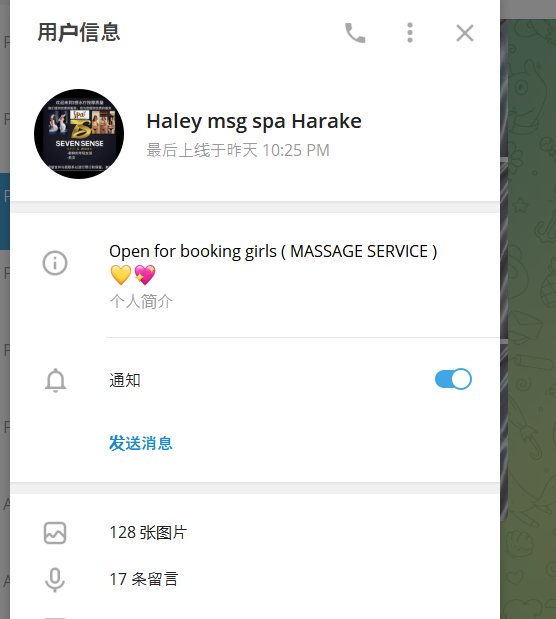 用户信息
Haley msg spa Harake
最后上线于昨天 10:25 PM
SEVEN SENSE
Open for booking girls ( MASSAGE SERVICE )
💛💖
个人简介
通知
发送消息
128 张图片
17 条留言